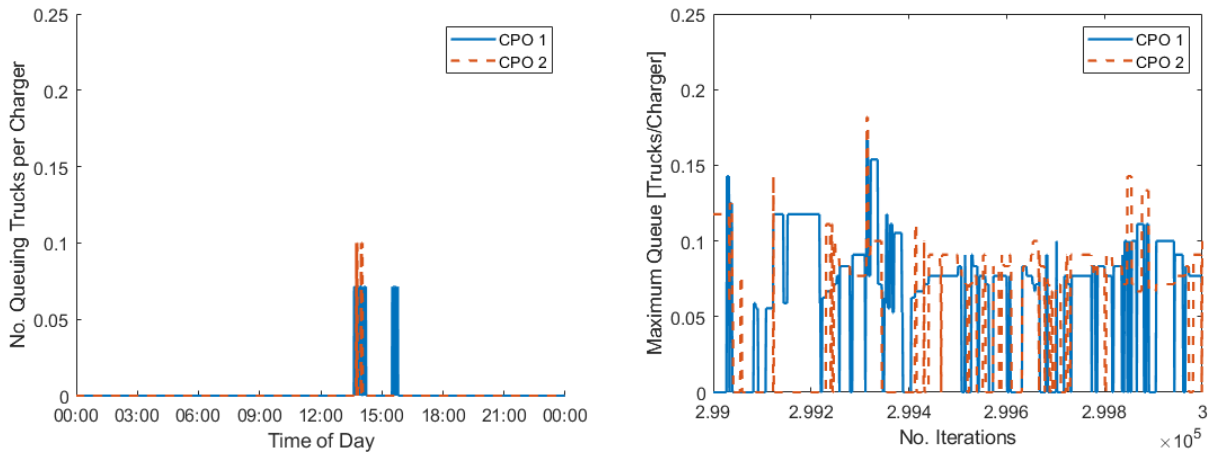 No. Queuing Trucks per Charger
0.25
0.2
0.15
0.1
0.05
0
CPO 1
CPO 2
00:00 03:00 06:00 09:00 12:00 15:00 18:00 21:00 00:00
Time of Day
Maximum Queue [Trucks/Charger]
0.25
0.2
0.15
0.1
0.05
0
CPO 1
CPO 2
2.99 2.992 2.994 2.996 2.998 3
No. Iterations
×10⁵